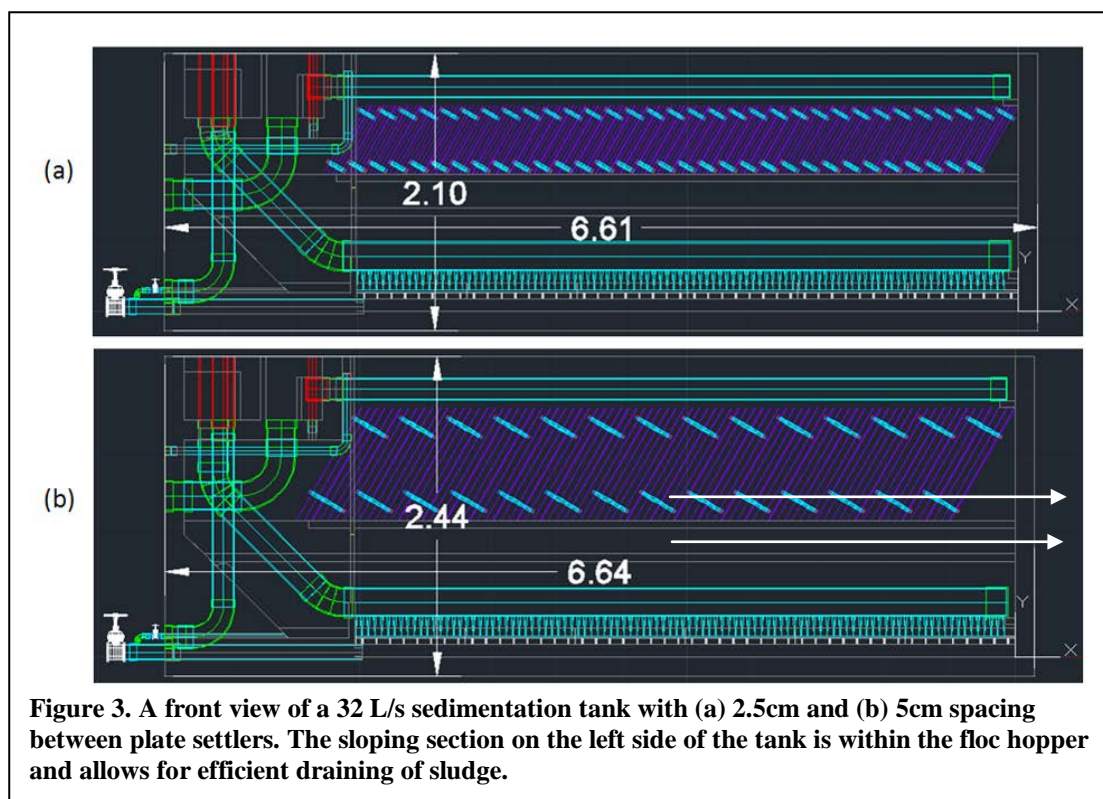 (a)
2.10
6.61
Y
X
(b)
2.44
6.64
Y
X
Figure 3. A front view of a 32 L/s sedimentation tank with (a) 2.5cm and (b) 5cm spacing
between plate settlers. The sloping section on the left side of the tank is within the floc hopper
and allows for efficient draining of sludge.